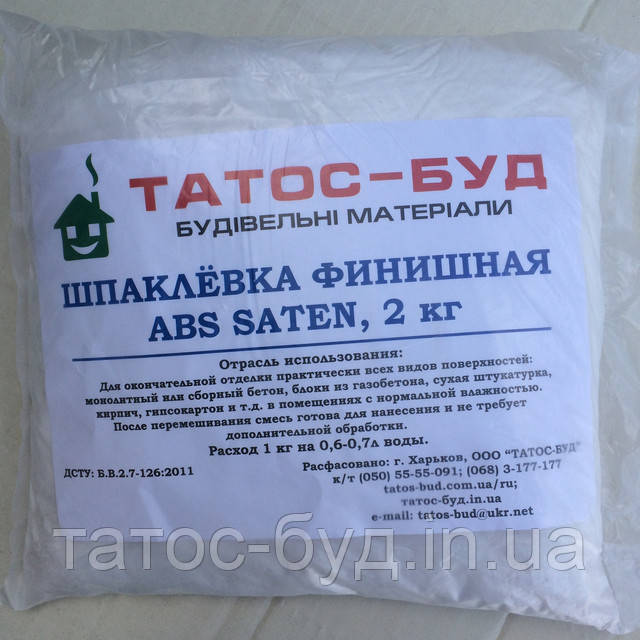 ТАТОС-БУД
БУДІВЕЛЬНІ МАТЕРІАЛИ
ШПАКЛЁВКА ФИНИШНАЯ
ABS SATEN, 2 кг
Отрасль использования:
Для окончательной отделки практически всех видов поверхностей:
монолитный или сборный бетон, блоки из газобетона, сухая штукатурка,
кирпич, гипсокартон и т.д. в помещениях с нормальной влажностью.
После перемешивания смесь готова для нанесения и не требует
дополнительной обработки.
Расход 1 кг на 0,6-0,7л воды.
ДСТУ: Б.В.2.7-126:2011
Расфасовано: г. Харьков, ООО "ТАТОС-БУД"
к/т (050) 55-55-091; (068) 3-177-177
tatos-bud.com.ua/ru;
татос-буд.in.ua
e-mail: tatos-bud@ukr.net
татос-буд.in.ua